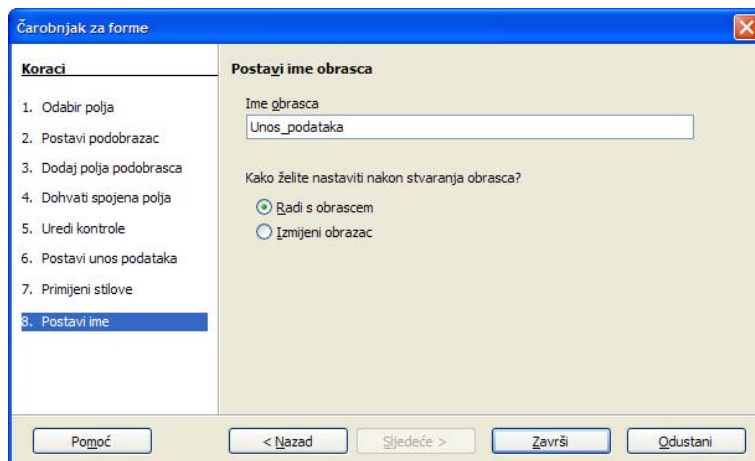 Čarobnjak za forme
Koraci
1. Odabir polja
2. Postavi podobrazac
3. Dodaj polja podobrasca
4. Dohvati spojena polja
5. Uredi kontrole
6. Postavi unos podataka
7. Primijeni stilove
8. Postavi ime
Postavi ime obrasca
Ime obrasca
Unos_podataka
Kako želite nastaviti nakon stvaranja obrasca?
Radi s obrascem
Izmijeni obrazac
Pomoć
< Nazad
Sljedeće >
Završi
Odustani